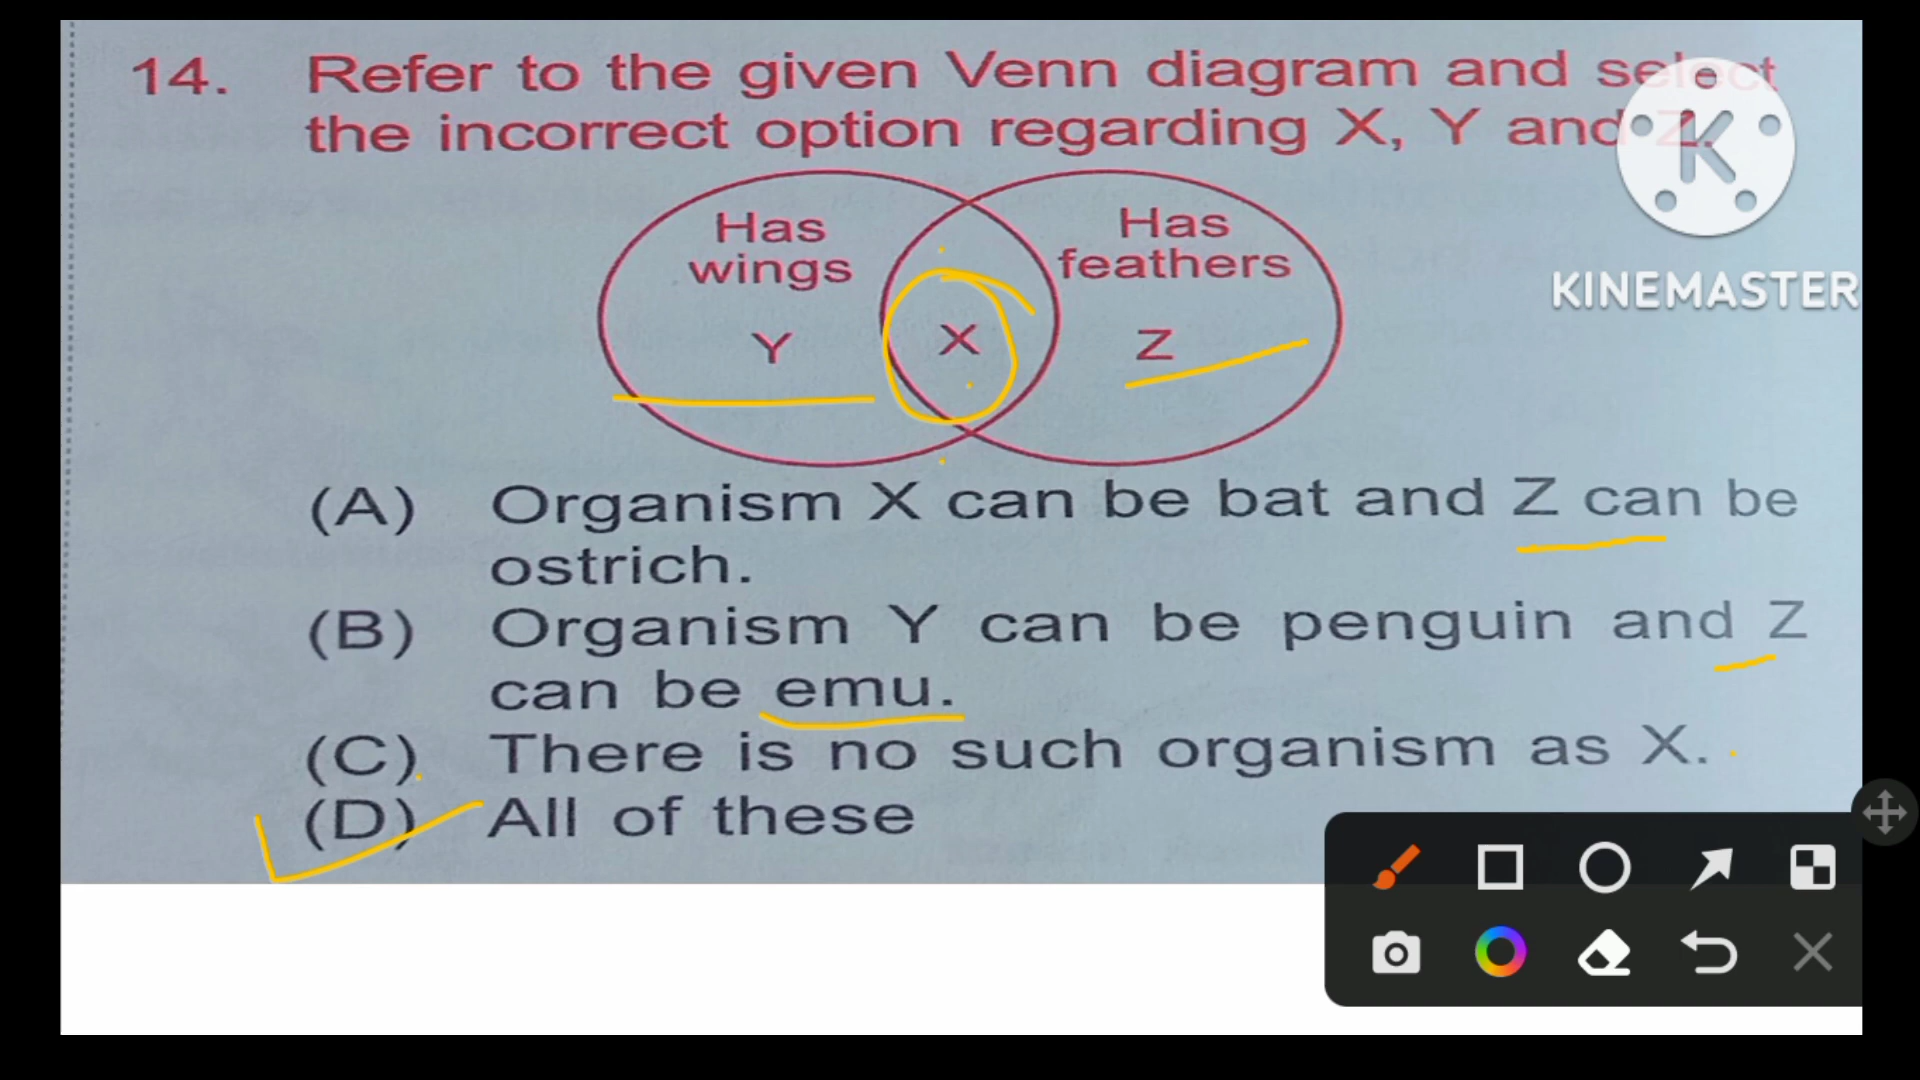 14. Refer to the given Venn diagram and select
the incorrect option regarding X, Y and Z.
Has
wings
Has
feathers
Y
X
Z
K
KINEMASTER
(A) Organism X can be bat and Z can be
ostrich.
(B) Organism Y can be penguin and Z
can be emu.
(C) There is no such organism as X.
(D) All of these